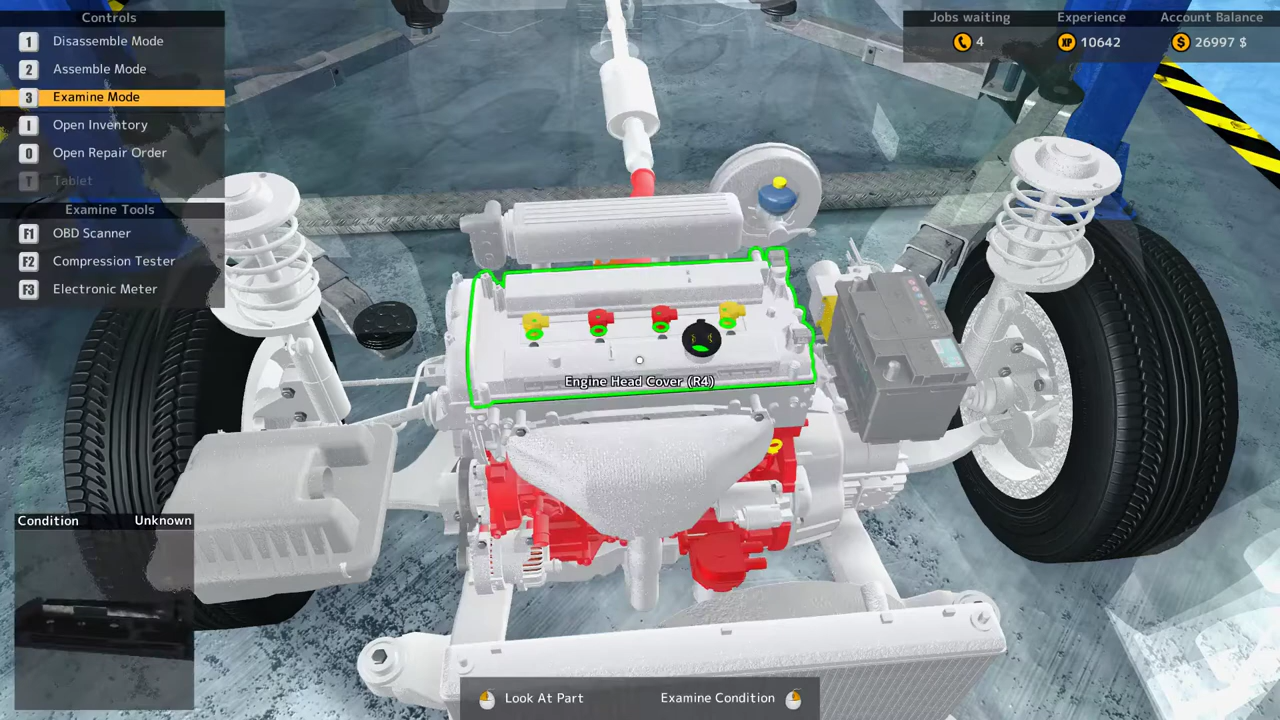 Controls
1 Disassemble Mode
2 Assemble Mode
3 Examine Mode
I Open Inventory
O Open Repair Order
T Tablet
Examine Tools
F1 OBD Scanner
F2 Compression Tester
F3 Electronic Meter
Jobs waiting Experience Account Balance
4 XP 10642 $ 26997 $
Engine Head Cover (R4)
Condition Unknown
Look At Part Examine Condition